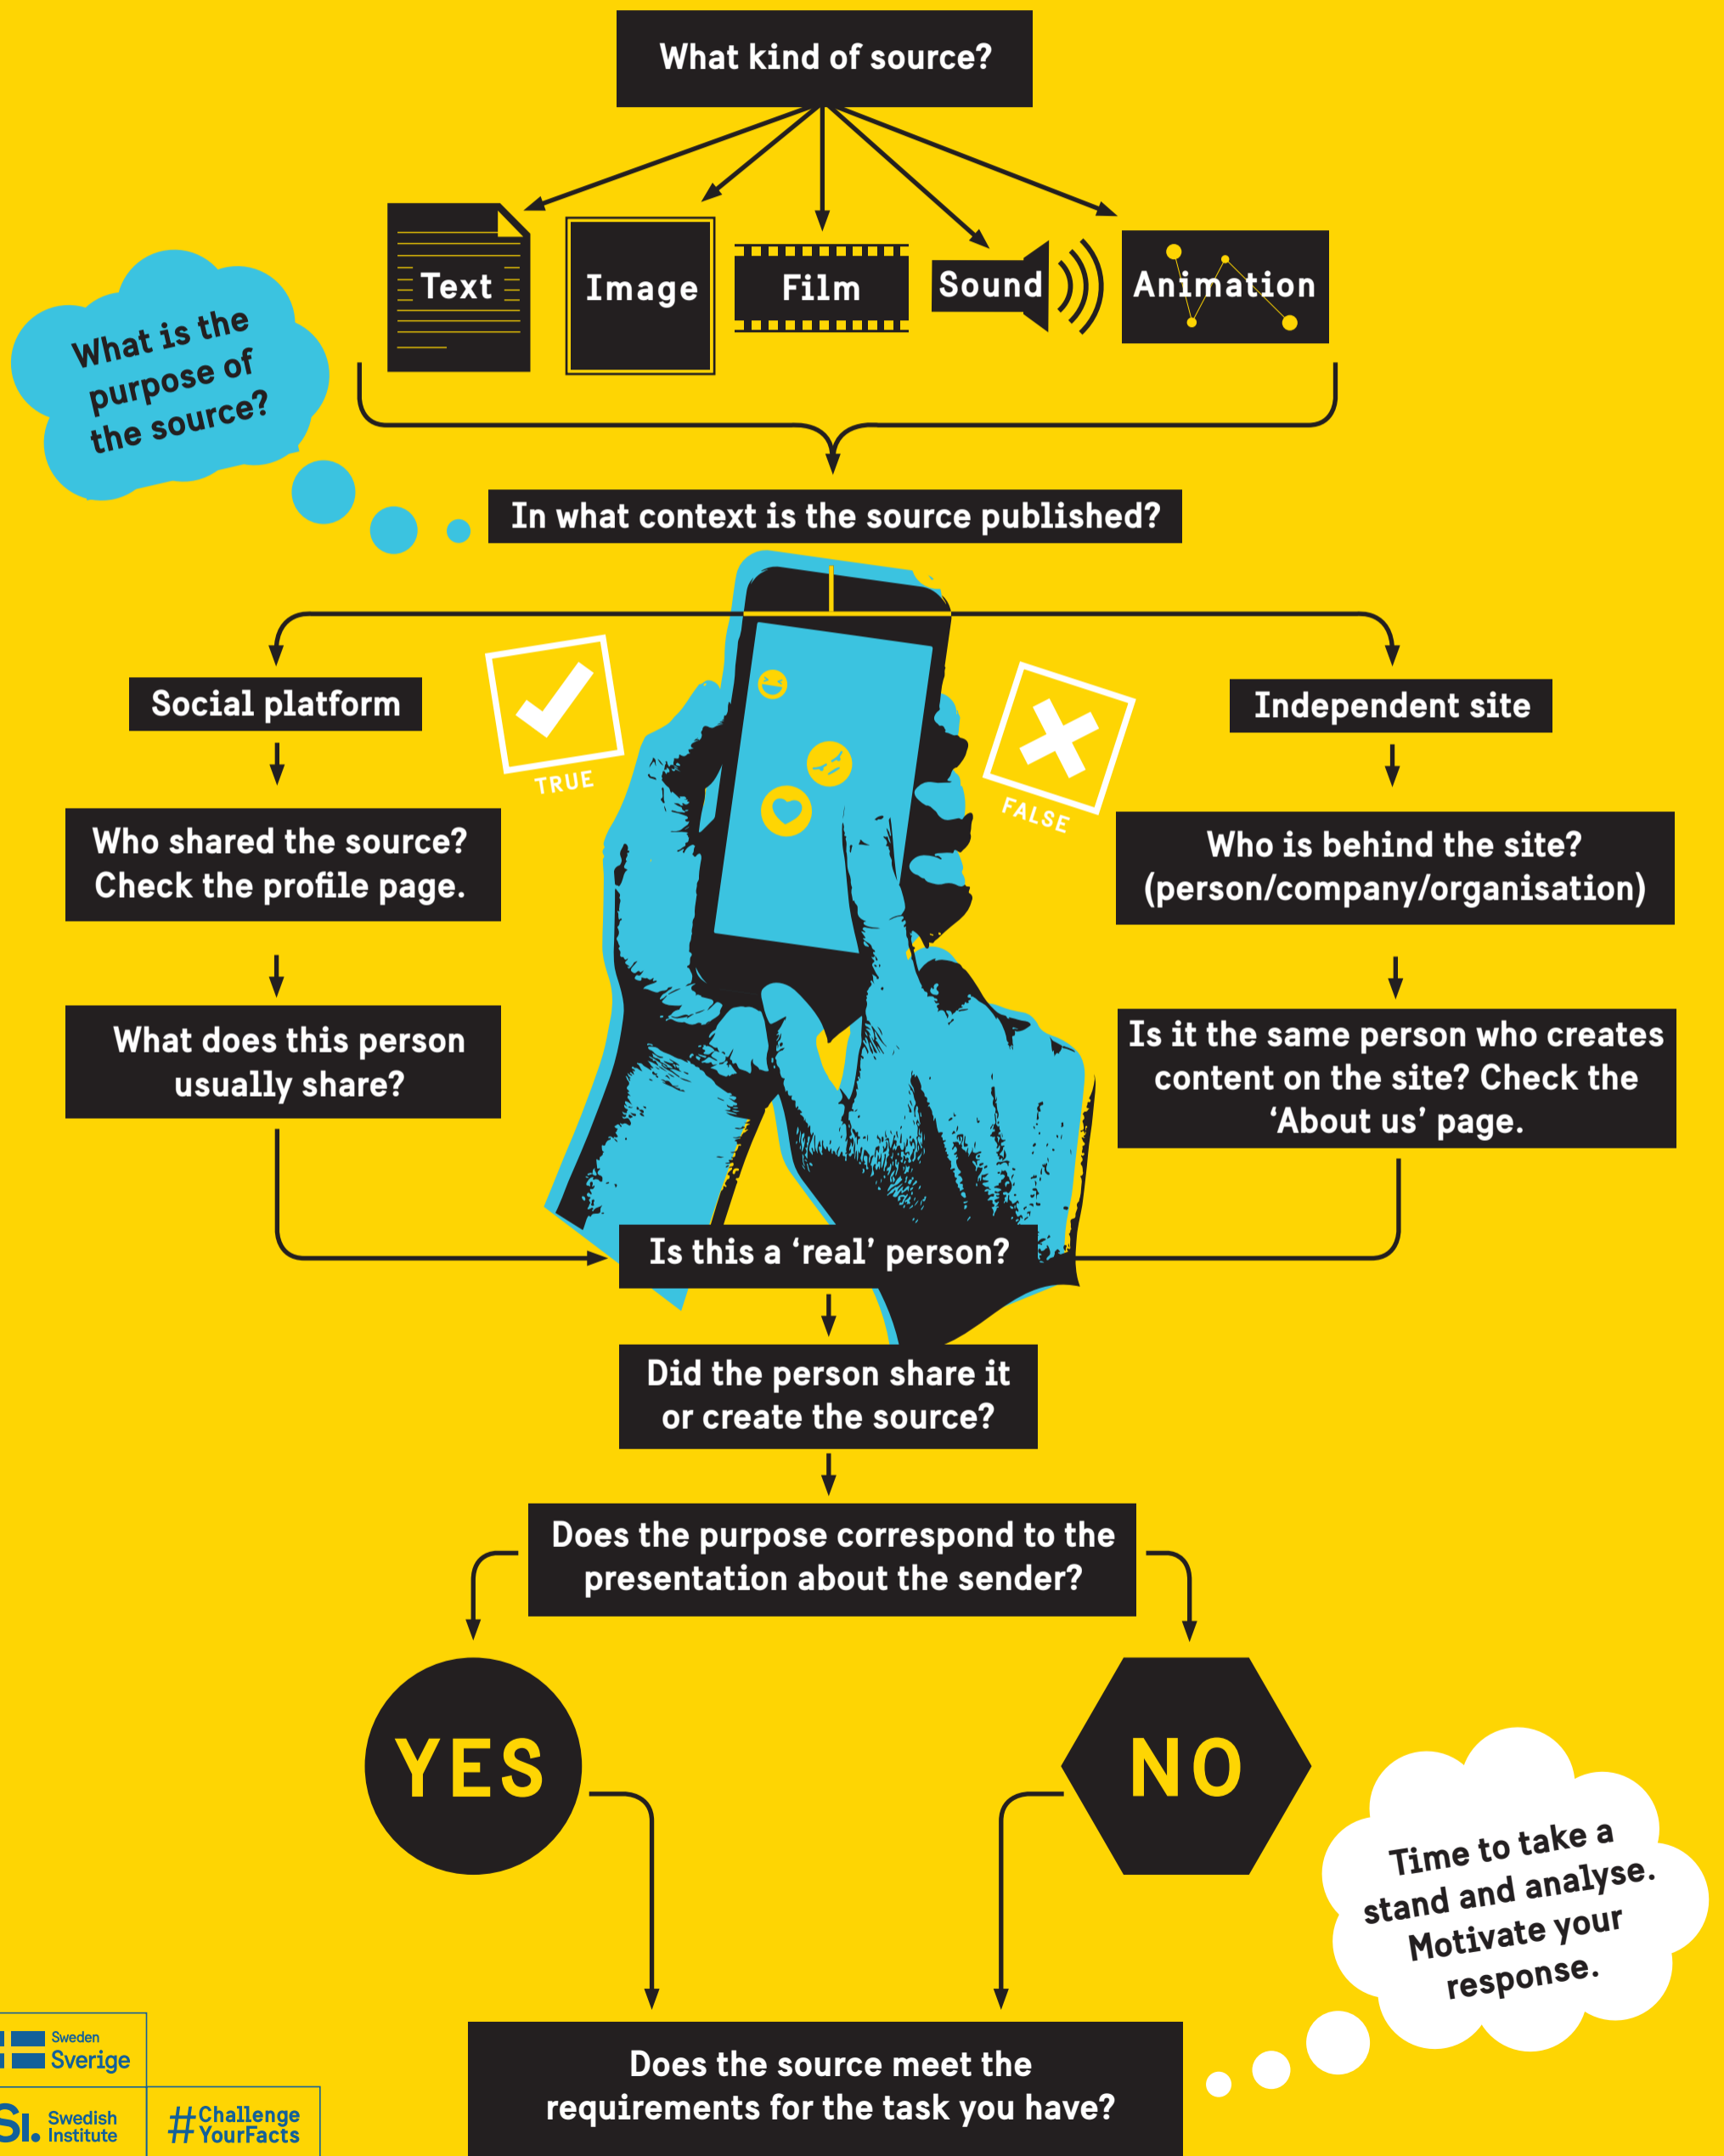 What kind of source?
Text
Image
Film
Sound
Animation
What is the
purpose of
the source?
In what context is the source published?
Social platform
TRUE
FALSE
Independent site
Who shared the source?
Check the profile page.
Who is behind the site?
(person/company/organisation)
What does this person
usually share?
Is it the same person who creates
content on the site? Check the
‘About us’ page.
Is this a ‘real’ person?
Did the person share it
or create the source?
Does the purpose correspond to the
presentation about the sender?
YES
NO
Time to take a
stand and analyse.
Motivate your
response.
Does the source meet the
requirements for the task you have?
Sweden
Sverige
SI. Swedish
Institute
#Challenge
YourFacts